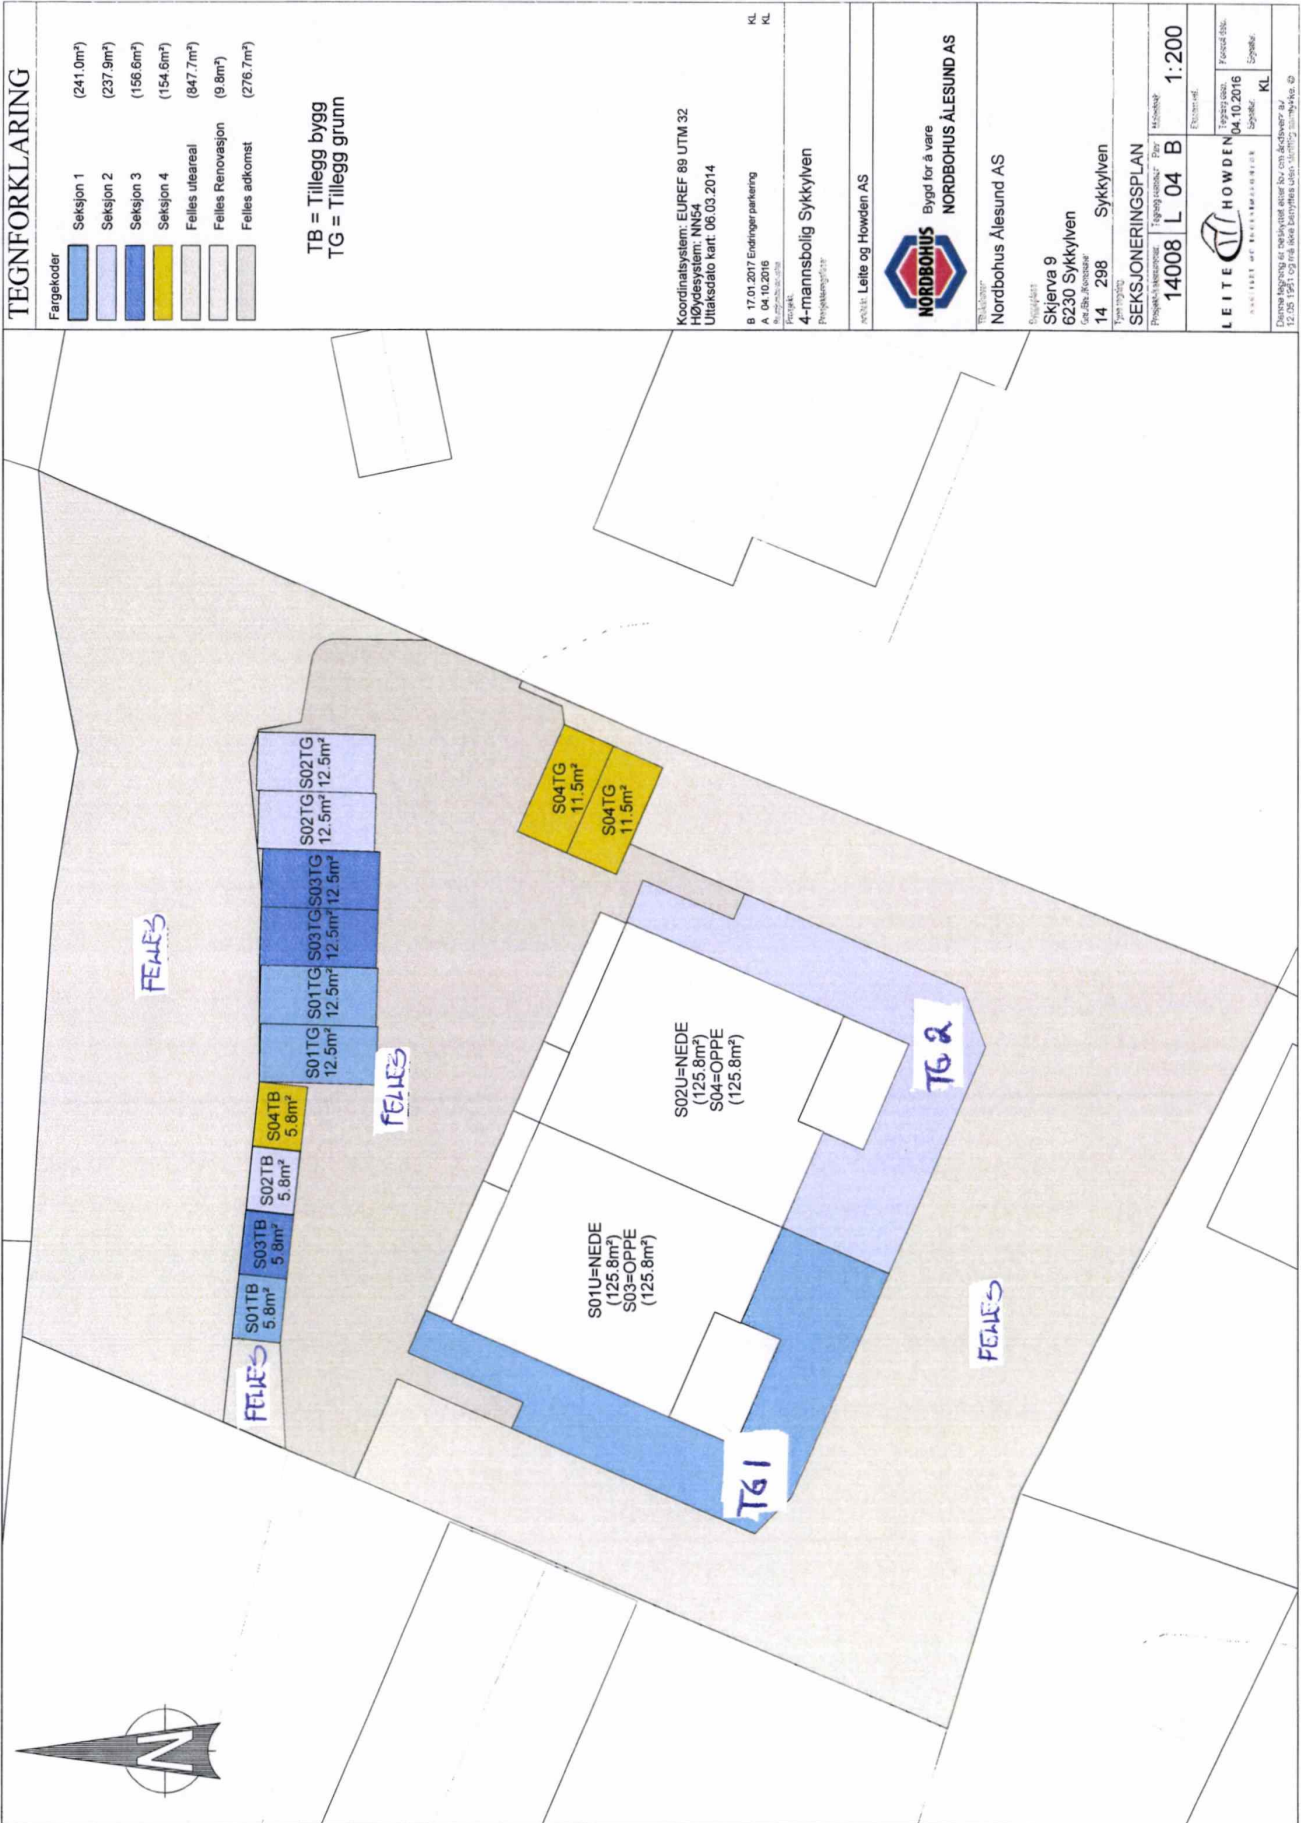 TEGNFORKLARING
Fargekoder
Seksjon 1 (241.0m²)
Seksjon 2 (237.9m²)
Seksjon 3 (156.6m²)
Seksjon 4 (154.6m²)
Felles uteareal (847.7m²)
Felles Renovasjon (9.8m²)
Felles adkomst (276.7m²)
TB = Tillegg bygg
TG = Tillegg grunn
Koordinatsystem: EUREF 89 UTM 32
HØydesystem: NN54
Uttaksdato kart: 06.03.2014
B 17.01.2017 Endringer parkering KL
A 04.10.2016 KL
Prosjekt:
4-mannsbolig Sykkylven
Leite og Howden AS
NORDBOHUS
Bygd for å vare
NORDBOHUS ÅLESUND AS
Tiltakshaver:
Nordbohus Ålesund AS
Byggeplass:
Skjerva 9
6230 Sykkylven
14 298 Sykkylven
Type tegning:
SEKSJONERINGSPLAN
14008 L 04 B 1:200
LEITE HOWDEN
04.10.2016
KL
FELLES
S02TG
12.5m²
S02TG
12.5m²
S03TG
12.5m²
S03TG
12.5m²
S01TG
12.5m²
S01TG
12.5m²
S04TB
5.8m²
S02TB
5.8m²
S03TB
5.8m²
S01TB
5.8m²
FELLES
FELLES
S04TG
11.5m²
S04TG
11.5m²
S02U=NEDE
(125.8m²)
S04=OPPE
(125.8m²)
S01U=NEDE
(125.8m²)
S03=OPPE
(125.8m²)
TG 2
TG 1
FELLES
N